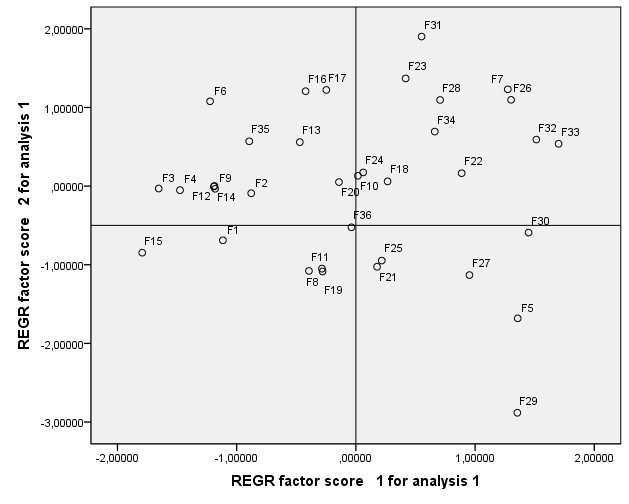 2,00000
1,00000
,00000
-1,00000
-2,00000
-3,00000
REGR factor score 2 for analysis 1
F31
F23
F16 F17
F7 F26
F28
F6
F35
F13
F34
F32 F33
F24
F22
F3 F4 F9
F2
F18
F12 F14
F20 F10
F36
F1
F30
F15
F11
F25
F27
F8 F19
F21
F5
F29
-2,00000 -1,00000 ,00000 1,00000 2,00000
REGR factor score 1 for analysis 1